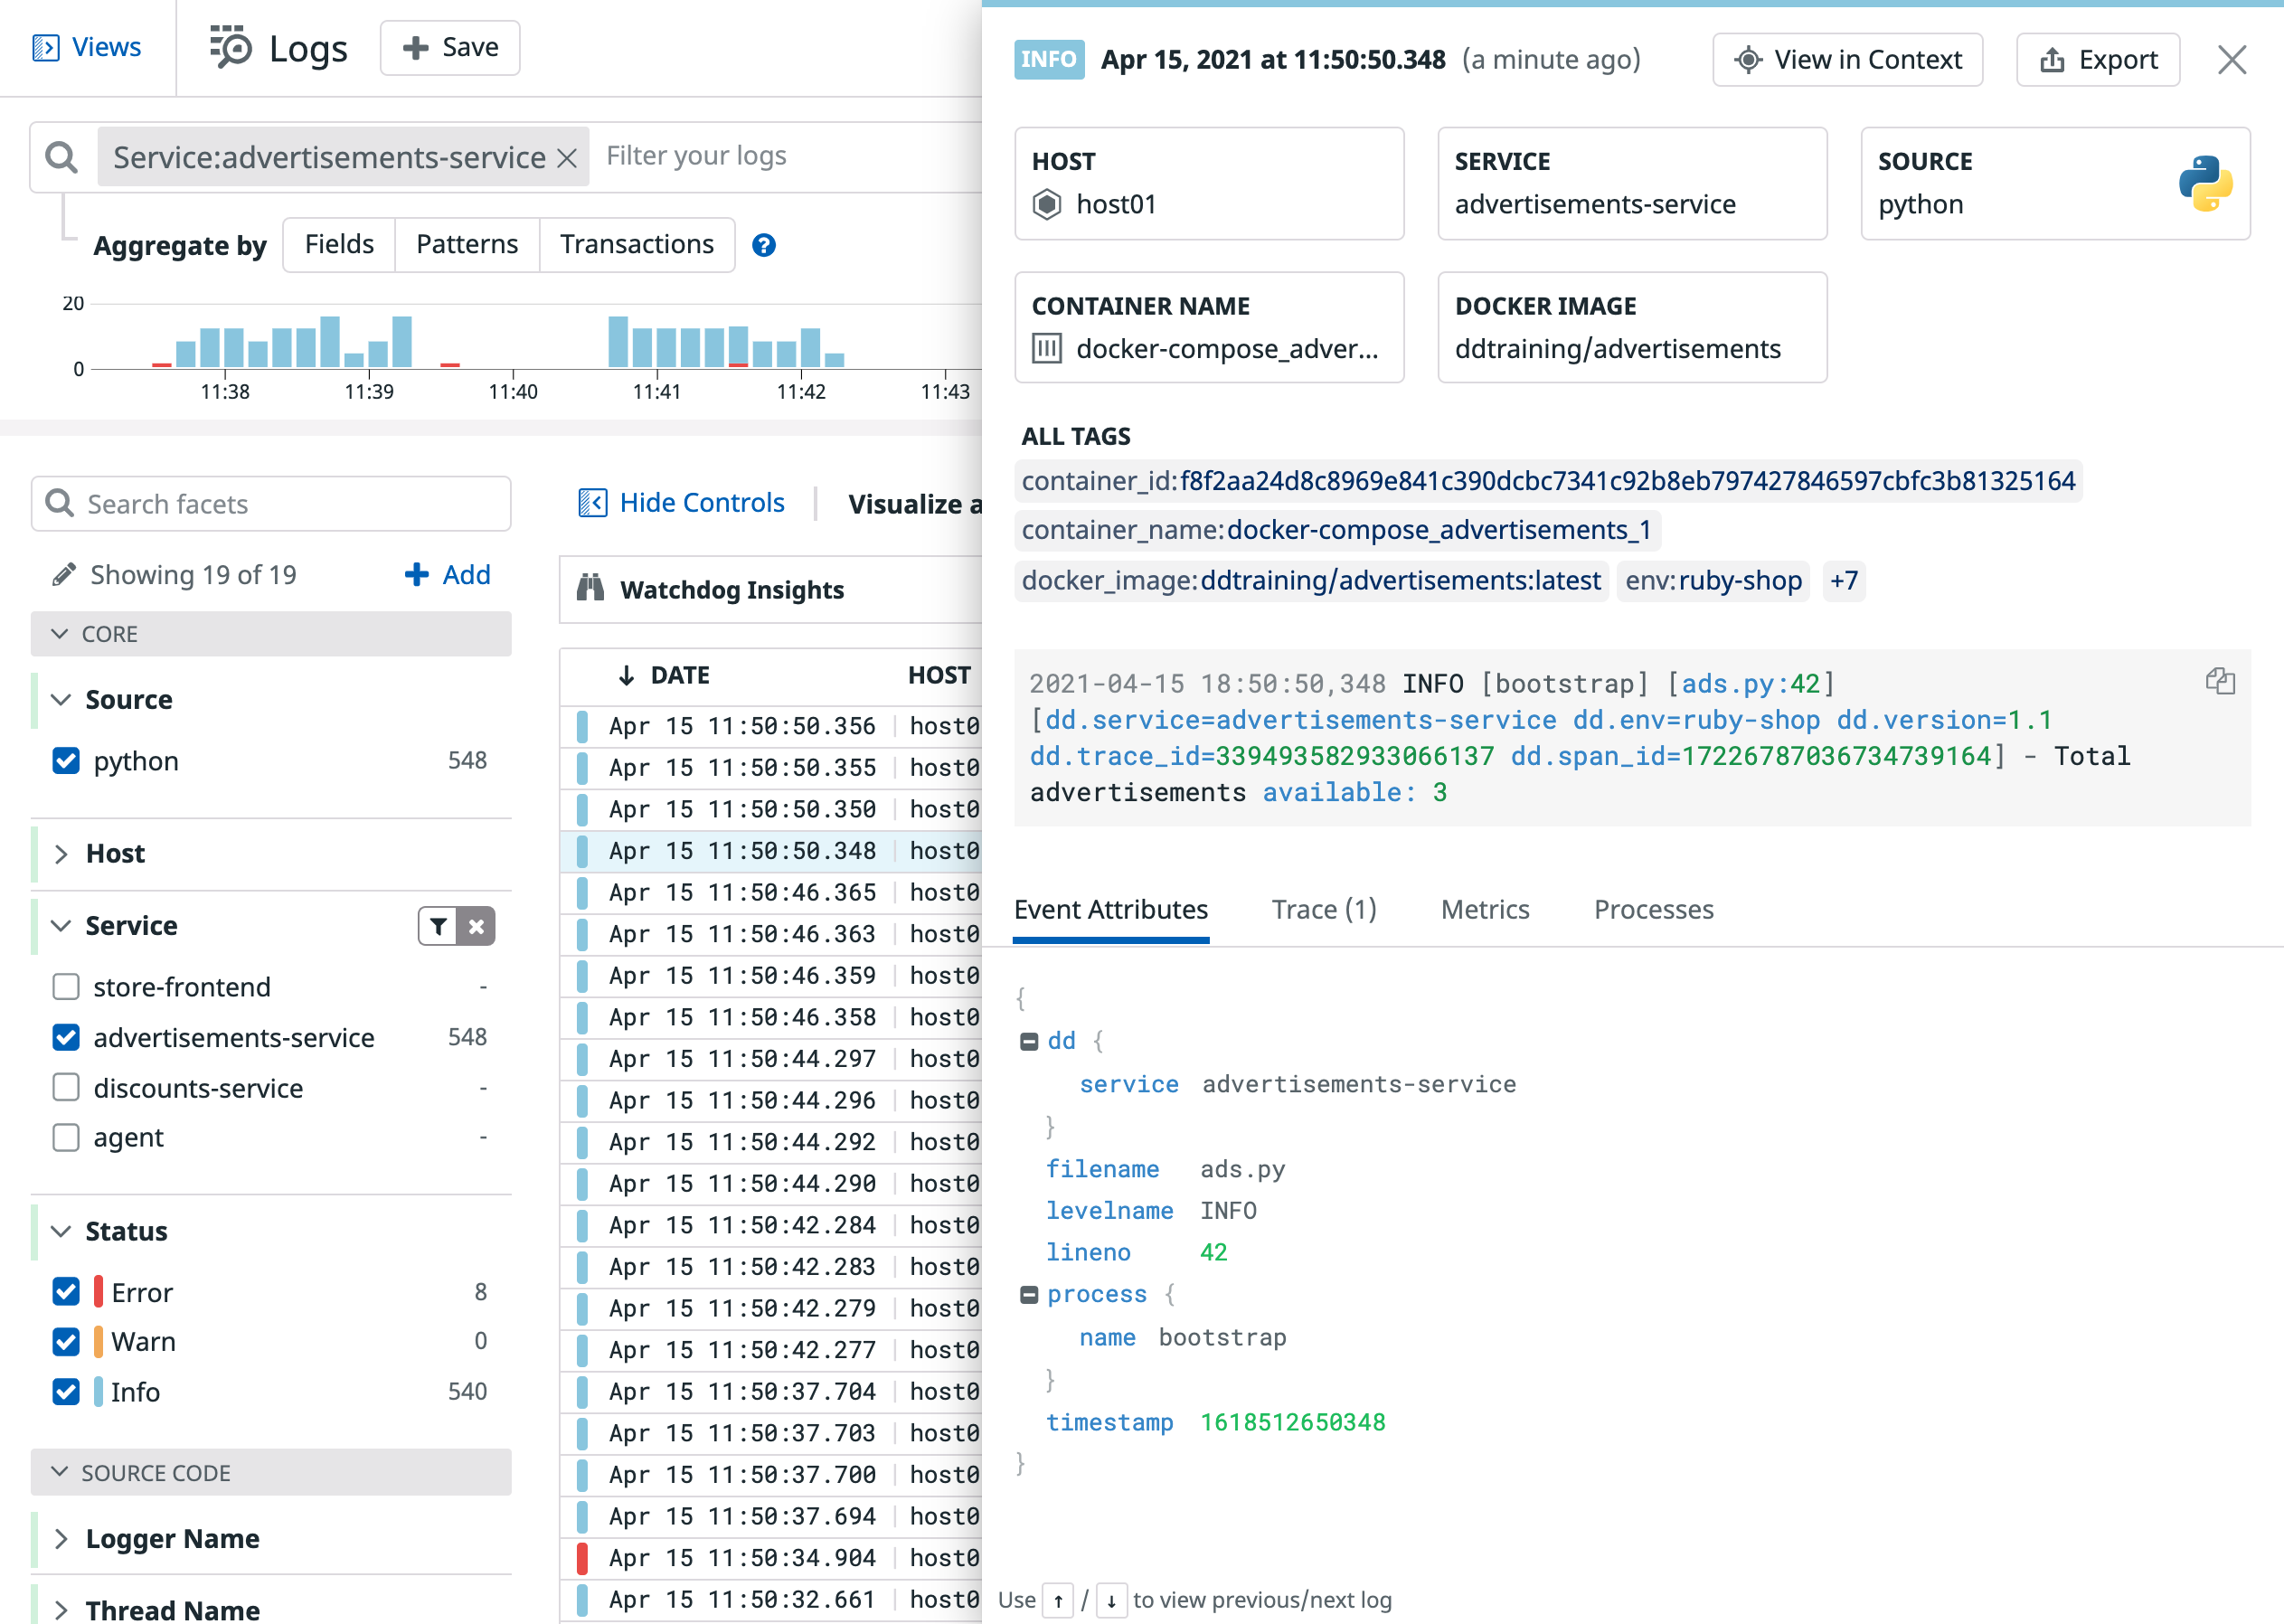 Views
Logs
Save
Service:advertisements-service
Filter your logs
Aggregate by
Fields
Patterns
Transactions
?
20
0
11:38
11:39
11:40
11:41
11:42
11:43
Search facets
Showing 19 of 19
Add
CORE
Source
python 548
Host
Service
store-frontend -
advertisements-service 548
discounts-service -
agent -
Status
Error 8
Warn 0
Info 540
SOURCE CODE
Logger Name
Thread Name
Hide Controls
Visualize a
Watchdog Insights
DATE HOST
Apr 15 11:50:50.356 host0
Apr 15 11:50:50.355 host0
Apr 15 11:50:50.350 host0
Apr 15 11:50:50.348 host0
Apr 15 11:50:46.365 host0
Apr 15 11:50:46.363 host0
Apr 15 11:50:46.359 host0
Apr 15 11:50:46.358 host0
Apr 15 11:50:44.297 host0
Apr 15 11:50:44.296 host0
Apr 15 11:50:44.292 host0
Apr 15 11:50:44.290 host0
Apr 15 11:50:42.284 host0
Apr 15 11:50:42.283 host0
Apr 15 11:50:42.279 host0
Apr 15 11:50:42.277 host0
Apr 15 11:50:37.704 host0
Apr 15 11:50:37.703 host0
Apr 15 11:50:37.700 host0
Apr 15 11:50:37.694 host0
Apr 15 11:50:34.904 host0
Apr 15 11:50:32.661 host0
INFO Apr 15, 2021 at 11:50:50.348 (a minute ago)
View in Context
Export
HOST
host01
SERVICE
advertisements-service
SOURCE
python
CONTAINER NAME
docker-compose_adver...
DOCKER IMAGE
ddtraining/advertisements
ALL TAGS
container_id:f8f2aa24d8c8969e841c390dcbc7341c92b8eb797427846597cbfc3b81325164
container_name:docker-compose_advertisements_1
docker_image:ddtraining/advertisements:latest env:ruby-shop +7
2021-04-15 18:50:50,348 INFO [bootstrap] [ads.py:42]
[dd.service=advertisements-service dd.env=ruby-shop dd.version=1.1
dd.trace_id=339493582933066137 dd.span_id=17226787036734739164] - Total
advertisements available: 3
Event Attributes
Trace (1)
Metrics
Processes
{
dd {
service advertisements-service
}
filename ads.py
levelname INFO
lineno 42
process {
name bootstrap
}
timestamp 1618512650348
}
Use ↑ / ↓ to view previous/next log